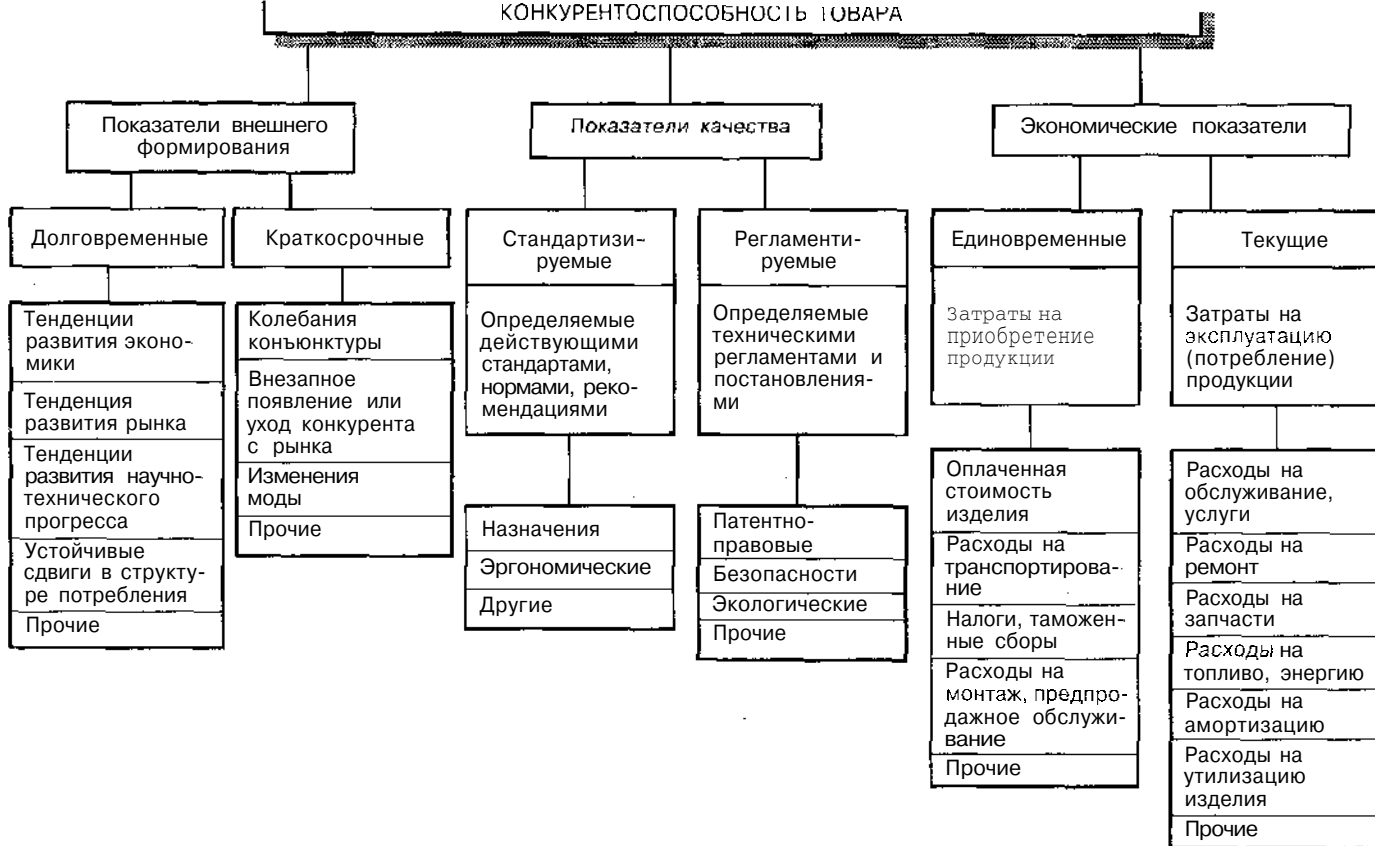 КОНКУРЕНТОСПОСОБНОСТЬ ТОВАРА
Показатели внешнего
формирования
Долговременные
Тенденции
развития эконо-
мики
Тенденция
развития рынка
Тенденции
развития научно-
технического
прогресса
Устойчивые
сдвиги в структу-
ре потребления
Прочие
Краткосрочные
Колебания
конъюнктуры
Внезапное
появление или
уход конкурента
с рынка
Изменения
моды
Прочие
Показатели качества
Стандартизи-
руемые
Определяемые
действующими
стандартами,
нормами, реко-
мендациями
Назначения
Эргономические
Другие
Регламенти-
руемые
Определяемые
техническими
регламентами и
постановления-
ми
Патентно-
правовые
Безопасности
Экологические
Прочие
Экономические показатели
Единовременные
Затраты на
приобретение
продукции
Оплаченная
стоимость
изделия
Расходы на
транспортирова-
ние
Налоги, таможен-
ные сборы
Расходы на
монтаж, предпро-
дажное обслужи-
вание
Прочие
Текущие
Затраты на
эксплуатацию
(потребление)
продукции
Расходы на
обслуживание,
услуги
Расходы на
ремонт
Расходы на
запчасти
Расходы на
топливо, энергию
Расходы на
амортизацию
Расходы на
утилизацию
изделия
Прочие